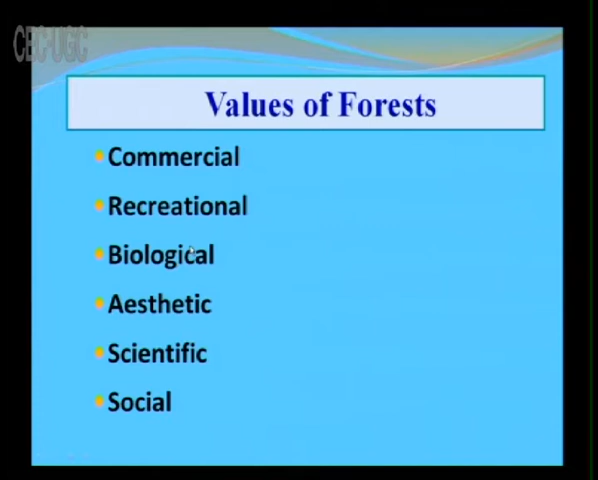 CEC-UGC
Values of Forests
Commercial
Recreational
Biological
Aesthetic
Scientific
Social